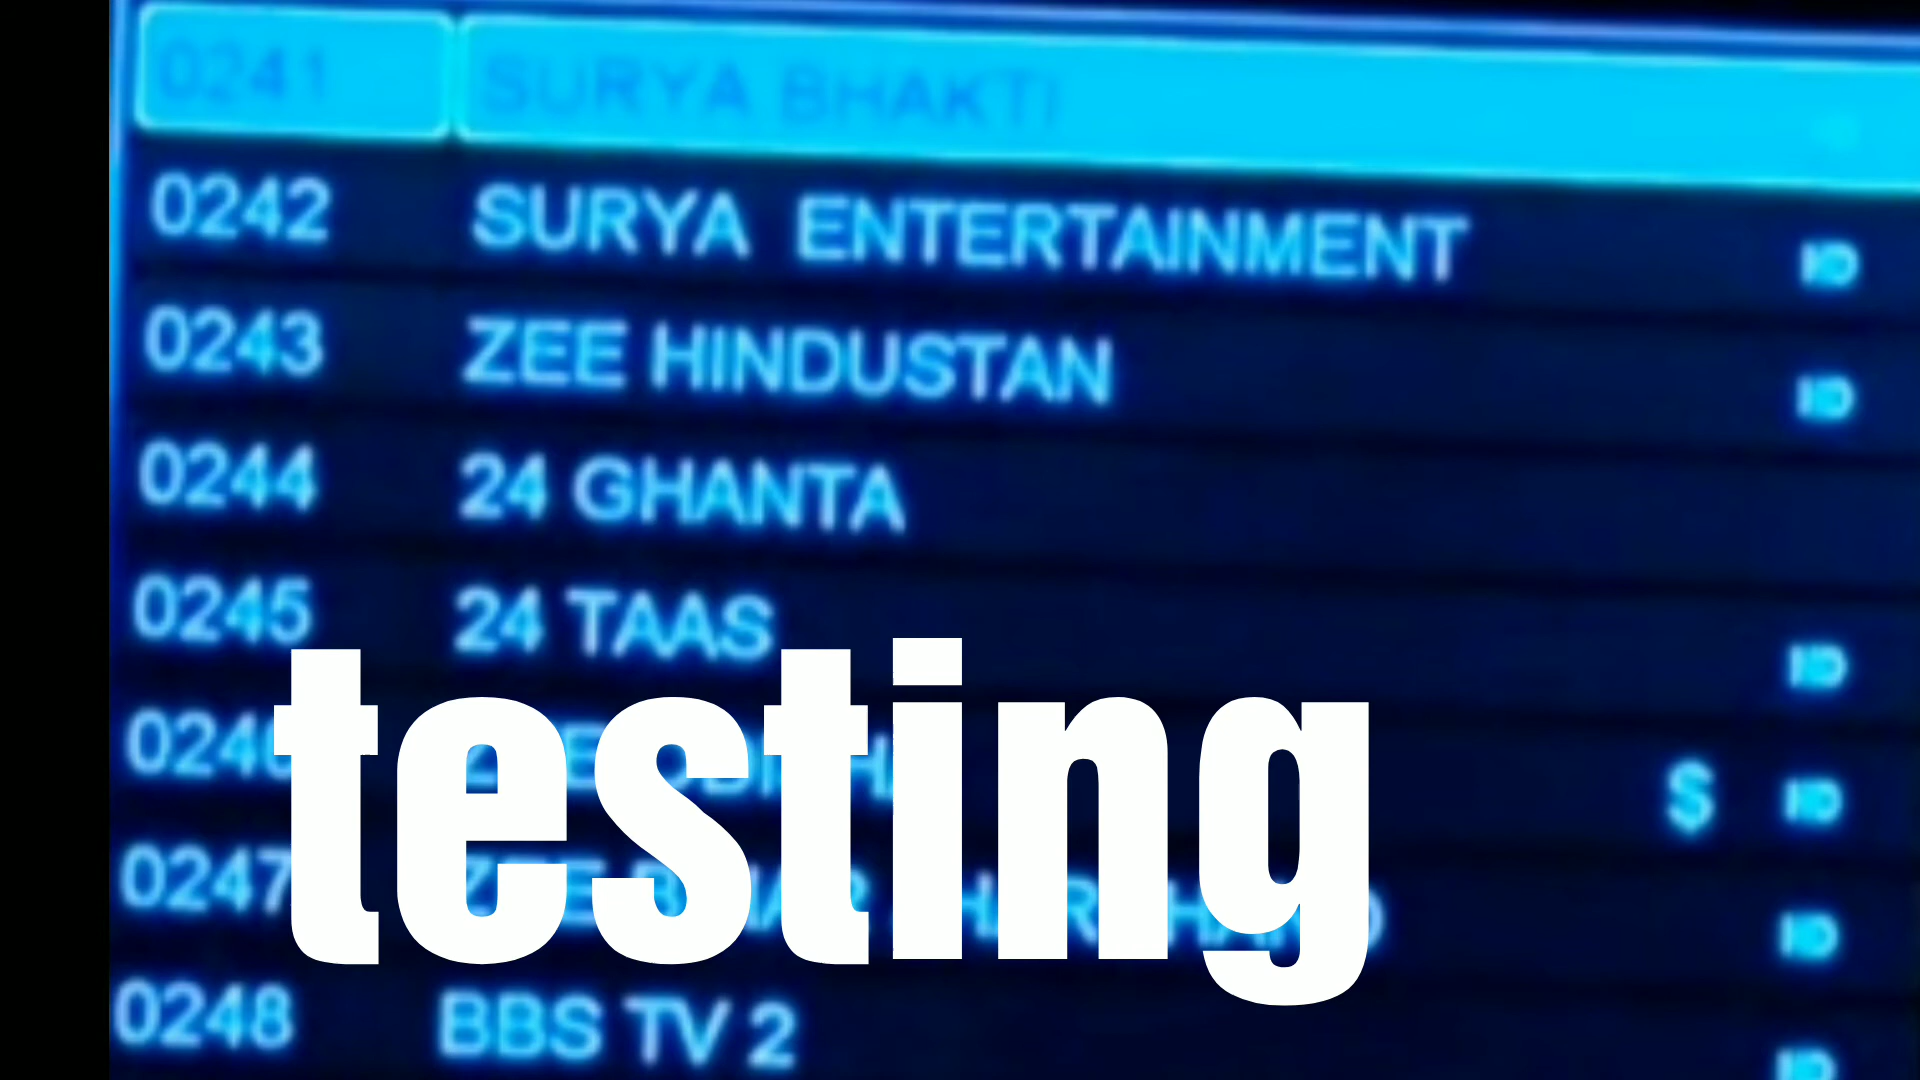 0241 SURYA BHAKTI
0242 SURYA ENTERTAINMENT
0243 ZEE HINDUSTAN
0244 24 GHANTA
0245 24 TAAS
testing
0247 ZEE
$
0248 BBS TV 2